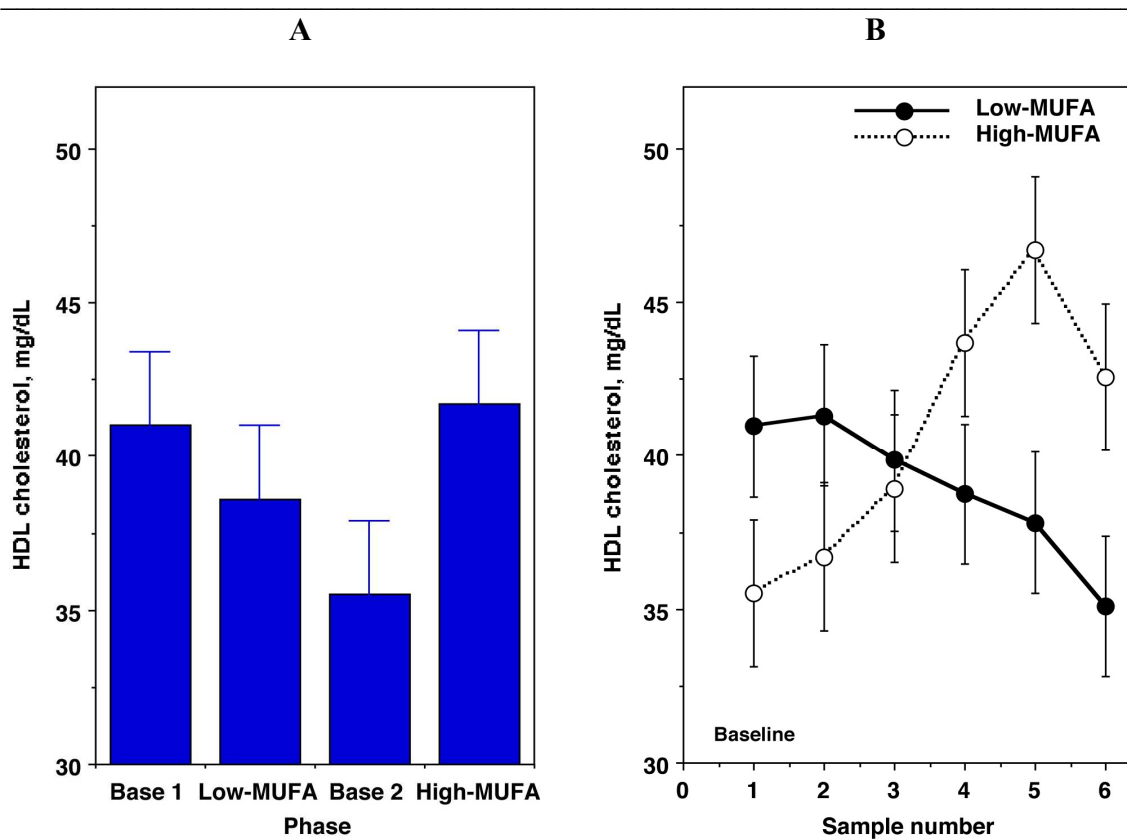 A
HDL cholesterol, mg/dL
50
45
40
35
30
Base 1 Low-MUFA Base 2 High-MUFA
Phase
B
Low-MUFA
High-MUFA
HDL cholesterol, mg/dL
50
45
40
35
30
Baseline
0 1 2 3 4 5 6
Sample number